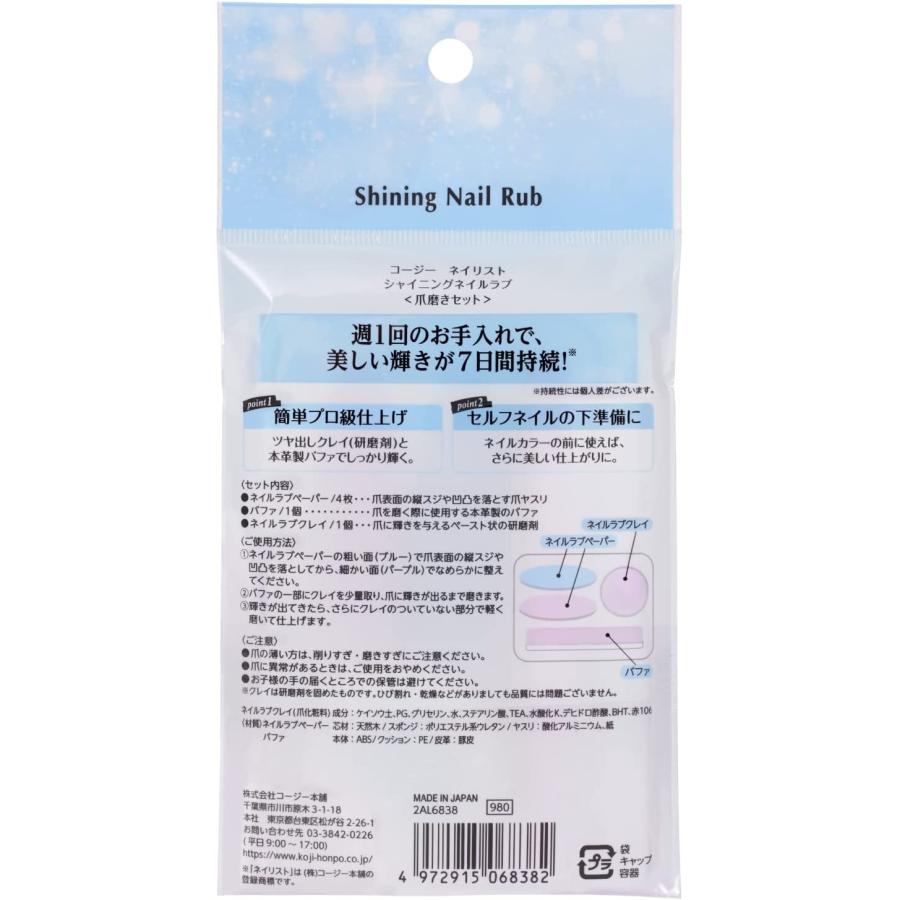 Shining Nail Rub
コージー ネイリスト
シャイニングネイルラブ
<爪磨きセット>
週1回のお手入れで、
美しい輝きが7日間持続!※
※持続性には個人差がございます。
point1
簡単プロ級仕上げ
ツヤ出しクレイ(研磨剤)と
本革製バファでしっかり輝く。
point2
セルフネイルの下準備に
ネイルカラーの前に使えば、
さらに美しい仕上がりに。
〈セット内容〉
●ネイルラブペーパー/4枚･･･爪表面の縦スジや凹凸を落とす爪ヤスリ
●バファ/1個･･･････････爪を磨く際に使用する本革製のバファ
●ネイルラブクレイ/1個･･･爪に輝きを与えるペースト状の研磨剤
〈ご使用方法〉
①ネイルラブペーパーの粗い面(ブルー)で爪表面の縦スジや
凹凸を落としてから、細かい面(パープル)でなめらかに整え
てください。
②バファの一部にクレイを少量取り、爪に輝きが出るまで磨きます。
③輝きが出てきたら、さらにクレイのついていない部分で軽く
磨いて仕上げます。
ネイルラブクレイ
ネイルラブペーパー
バファ
〈ご注意〉
●爪の薄い方は、削りすぎ・磨きすぎにご注意ください。
●爪に異常があるときは、ご使用をおやめください。
●お子様の手の届くところでの保管は避けてください。
※クレイは研磨剤を固めたものです。ひび割れ・乾燥などがありましても品質には問題ございません。
ネイルラブクレイ(爪化粧料) 成分：ケイソウ土、PG、グリセリン、水、ステアリン酸、TEA、水酸化K、デヒドロ酢酸、BHT、赤106
〈材質〉ネイルラブペーパー 芯材：天然木/スポンジ：ポリエステル系ウレタン/ヤスリ：酸化アルミニウム、紙
バファ 本体：ABS/クッション：PE/皮革：豚皮
株式会社コージー本舗
千葉県市川市原木3-1-18
本社 東京都台東区松が谷2-26-1
お問い合わせ先 03-3842-0226
(平日9:00〜17:00)
https://www.koji-honpo.co.jp/
※「ネイリスト」は(株)コージー本舗の
登録商標です。
MADE IN JAPAN
2AL6838 980
4 972915 068382
プラ
袋
キャップ
容器